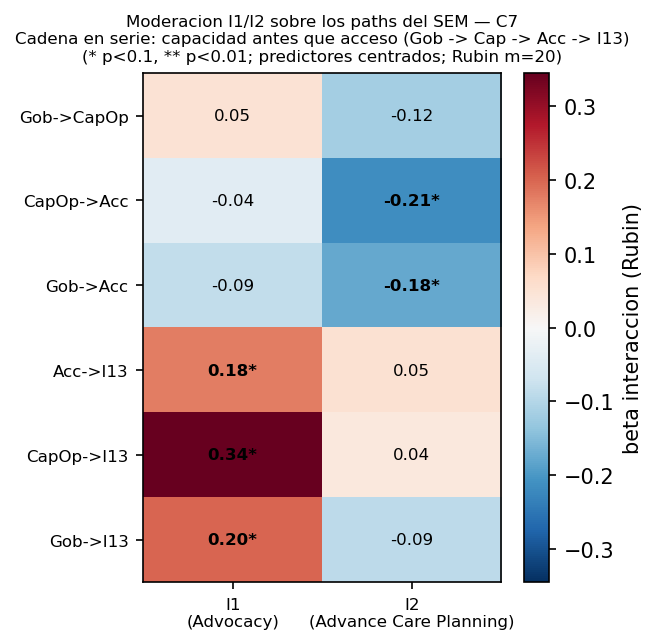 Moderacion I1/I2 sobre los paths del SEM — C7
Cadena en serie: capacidad antes que acceso (Gob -> Cap -> Acc -> I13)
(* p<0.1, ** p<0.01; predictores centrados; Rubin m=20)
Gob->CapOp 0.05 -0.12
CapOp->Acc -0.04 -0.21*
Gob->Acc -0.09 -0.18*
Acc->I13 0.18* 0.05
CapOp->I13 0.34* 0.04
Gob->I13 0.20* -0.09
I1 I2
(Advocacy) (Advance Care Planning)
0.3
0.2
0.1
0.0
−0.1
−0.2
−0.3
beta interaccion (Rubin)